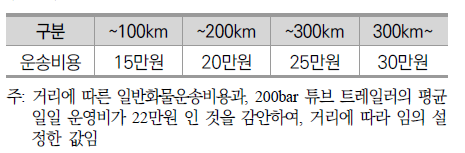 구분 ~100km ~200km ~300km 300km~
운송비용 15만원 20만원 25만원 30만원
주: 거리에 따른 일반화물운송비용과, 200bar 튜브 트레일러의 평균
일일 운영비가 22만원 인 것을 감안하여, 거리에 따라 임의 설
정한 값임